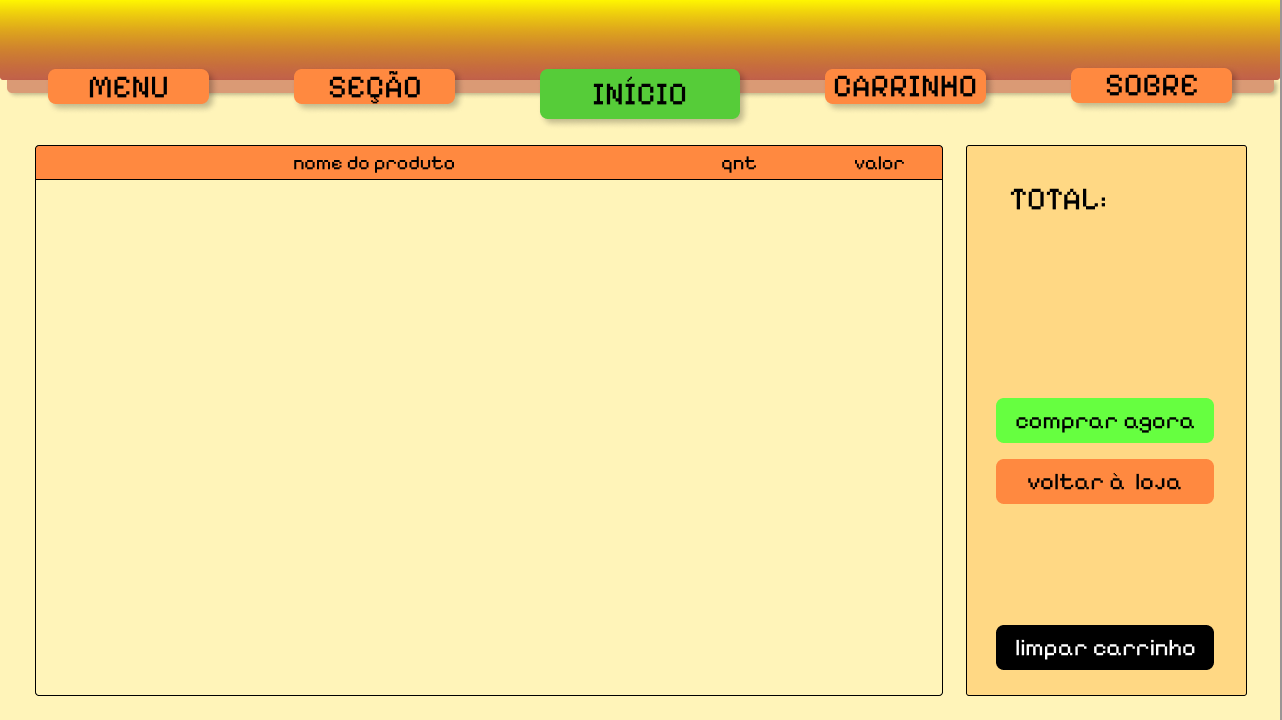 MENU
SEÇÃO
INÍCIO
CARRINHO
SOBRE
nome do produto
qnt
valor
TOTAL:
comprar agora
voltar à loja
limpar carrinho